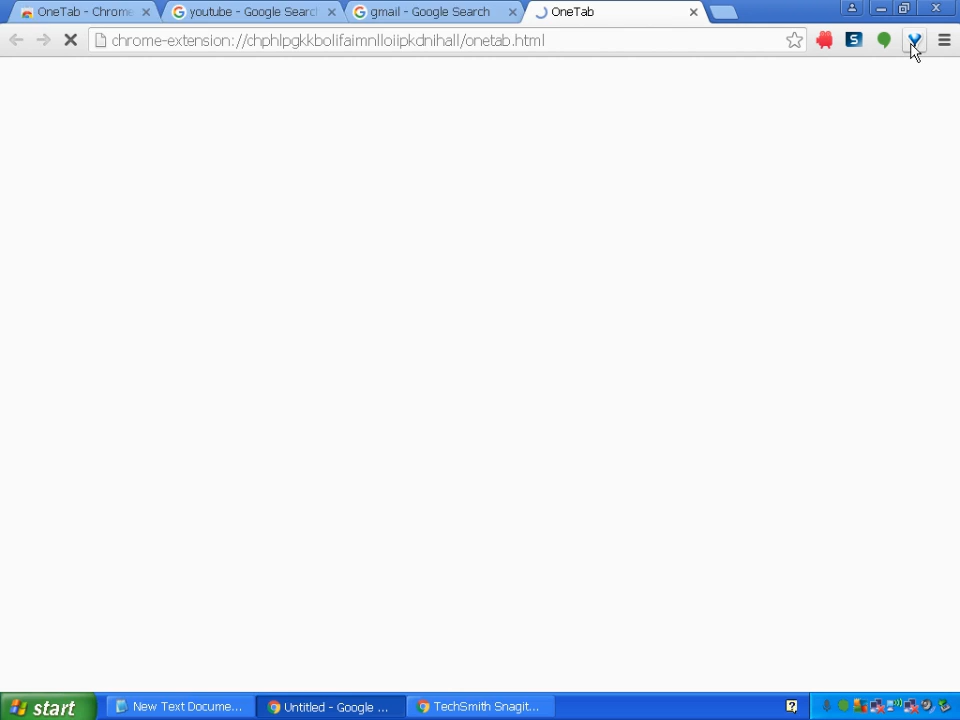 OneTab - Chrome
youtube - Google Search
gmail - Google Search
OneTab
chrome-extension://chphlpgkkbolifaimnlloiipkdnihall/onetab.html
S
start
New Text Docume...
Untitled - Google ...
TechSmith Snagit...